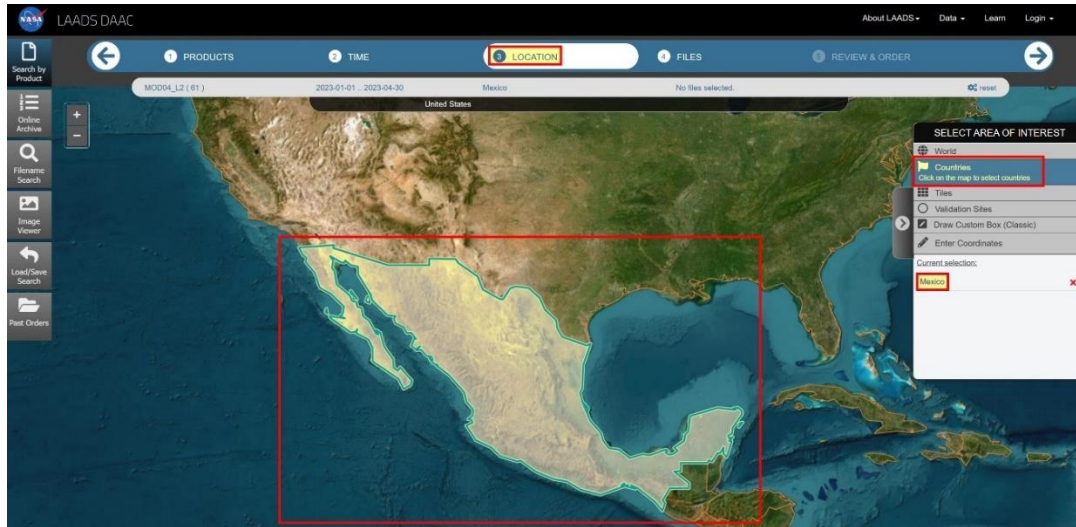 NASA
LAADS DAAC
About LAADS
Data
Learn
Login
Search by
Product
Online
Archive
Filename
Search
Image
Viewer
Load/Save
Search
Past Orders
1 PRODUCTS
2 TIME
3 LOCATION
4 FILES
5 REVIEW & ORDER
MOD04_L2 ( 61 )
2023-01-01 .. 2023-04-30
Mexico
No files selected.
reset
United States
+
-
SELECT AREA OF INTEREST
World
Countries
Click on the map to select countries
Tiles
Validation Sites
Draw Custom Box (Classic)
Enter Coordinates
Current selection:
Mexico